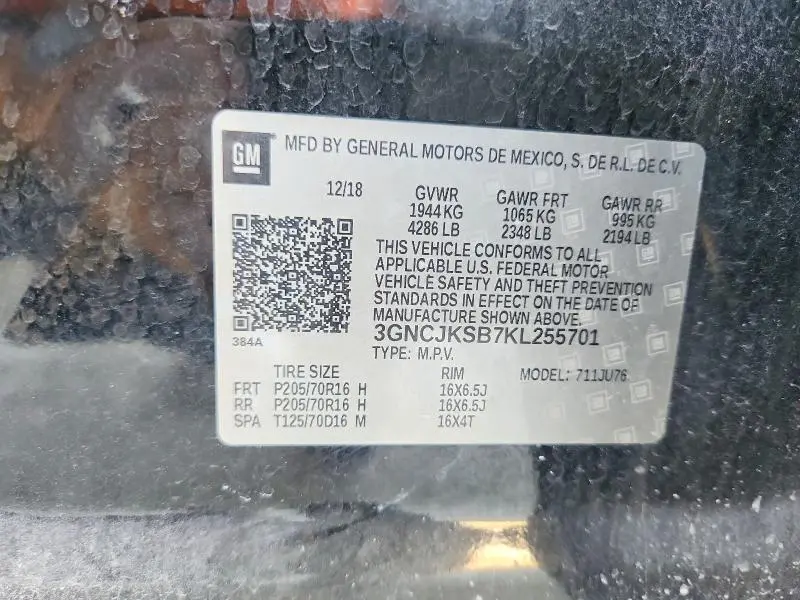 GM MFD BY GENERAL MOTORS DE MEXICO, S. DE R.L. DE C.V.
12/18 GVWR GAWR FRT GAWR RR
1944 KG 1065 KG 995 KG
4286 LB 2348 LB 2194 LB
THIS VEHICLE CONFORMS TO ALL
APPLICABLE U.S. FEDERAL MOTOR
VEHICLE SAFETY AND THEFT PREVENTION
STANDARDS IN EFFECT ON THE DATE OF
MANUFACTURE SHOWN ABOVE.
384A
3GNCJKSB7KL255701
TYPE: M.P.V.
TIRE SIZE RIM MODEL: 711JU76
FRT P205/70R16 H 16X6.5J
RR P205/70R16 H 16X6.5J
SPA T125/70D16 M 16X4T